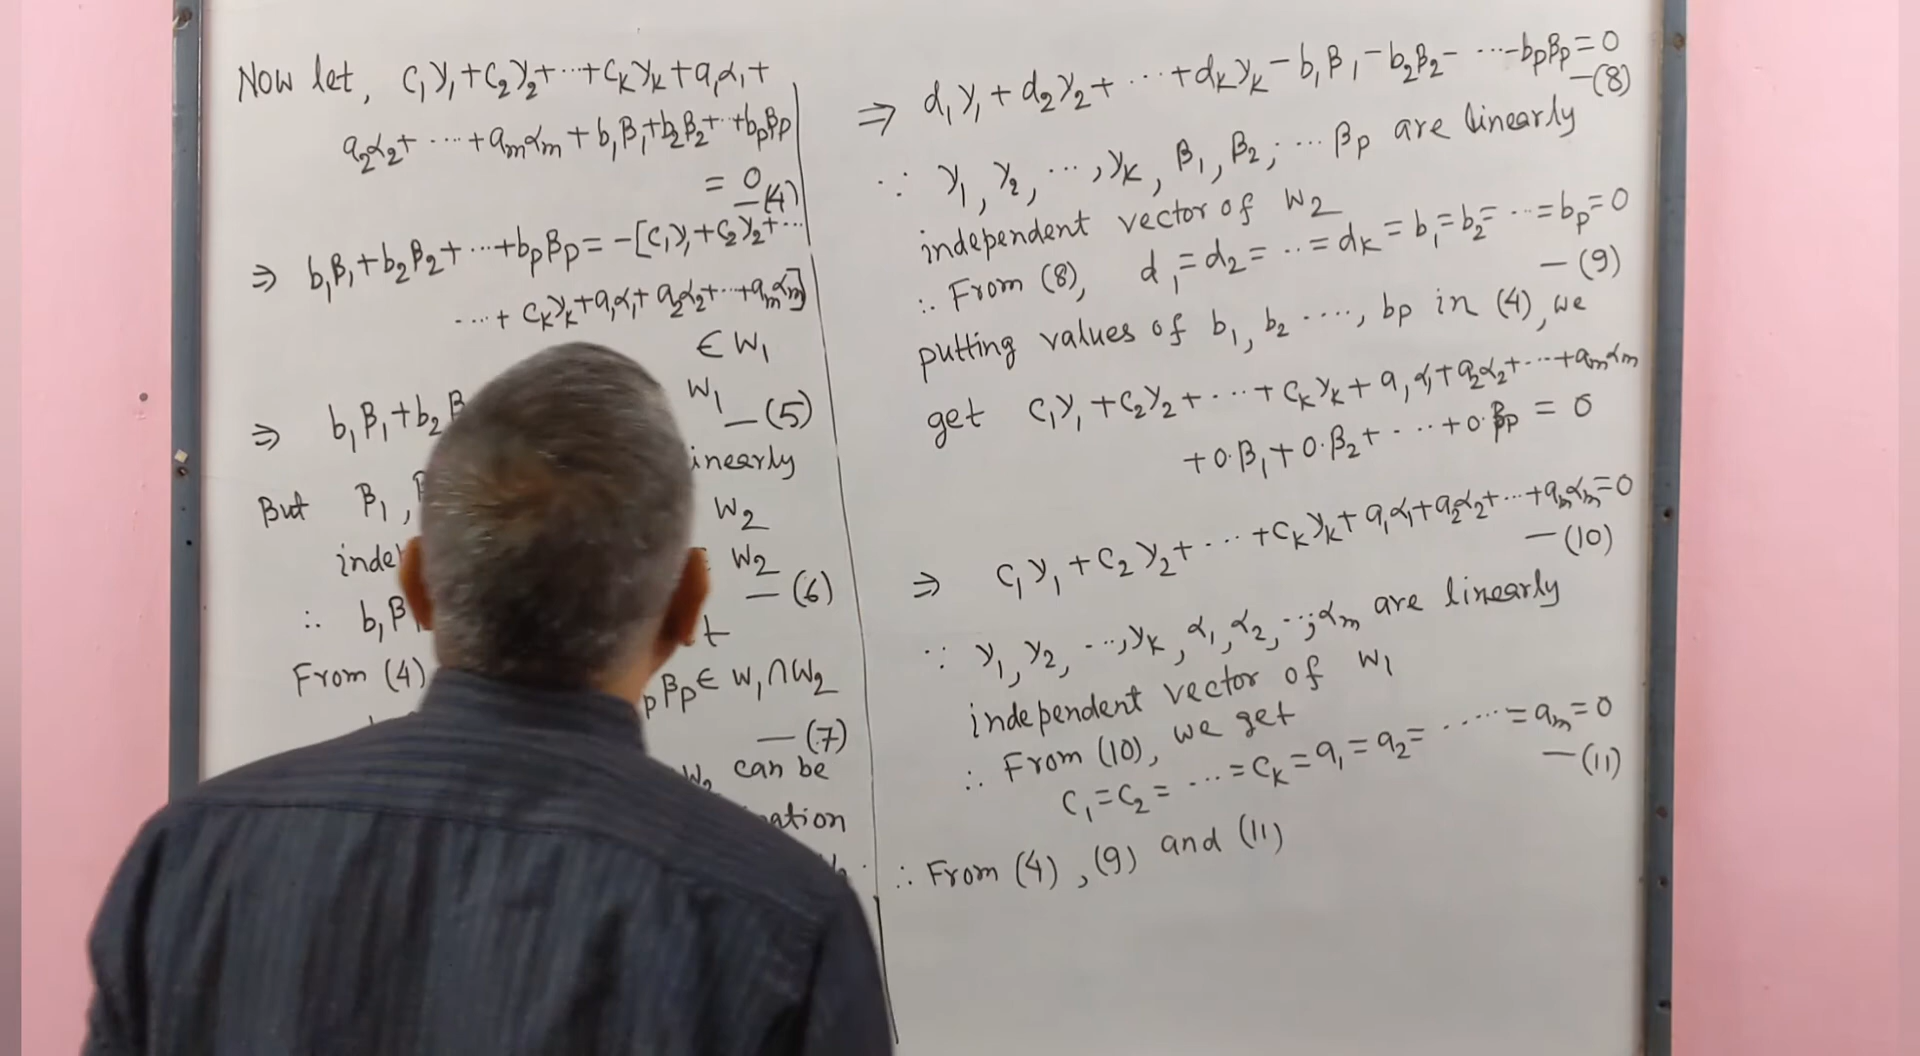 Now let, c₁γ₁+c₂γ₂+...+cₖγₖ+a₁α₁+
a₂α₂+...+aₘαₘ+b₁β₁+b₂β₂+...+bₚβₚ
= 0 —(4)
⇒ b₁β₁+b₂β₂+...+bₚβₚ=-[c₁γ₁+c₂γ₂+...
...+ cₖγₖ+a₁α₁+a₂α₂+...+aₘαₘ]
∈ W₁
⇒ b₁β₁+b₂β W₁ —(5)
But β₁, inearly
inde W₂
∴ b₁β W₂ —(6)
From (4) t
ₚβₚ∈ W₁∩W₂
—(7)
W₂ can be
ation
⇒ d₁γ₁+d₂γ₂+...+dₖγₖ-b₁β₁-b₂β₂-...-bₚβₚ=0
—(8)
∵ γ₁, γ₂, ..., γₖ, β₁, β₂, ... βₚ are linearly
independent vector of W₂
∴ From (8), d₁=d₂=...=dₖ=b₁=b₂=...=bₚ=0
—(9)
putting values of b₁, b₂ ...., bₚ in (4), we
get c₁γ₁+c₂γ₂+...+cₖγₖ+a₁α₁+a₂α₂+...+aₘαₘ
+0·β₁+0·β₂+...+0·βₚ = 0
⇒ c₁γ₁+c₂γ₂+...+cₖγₖ+a₁α₁+a₂α₂+...+aₘαₘ=0
—(10)
∵ γ₁, γ₂, ..., γₖ, α₁, α₂, ..., αₘ are linearly
independent vector of W₁
∴ From (10), we get
c₁=c₂=...=cₖ=a₁=a₂=......=aₘ=0
—(11)
∴ From (4), (9) and (11)